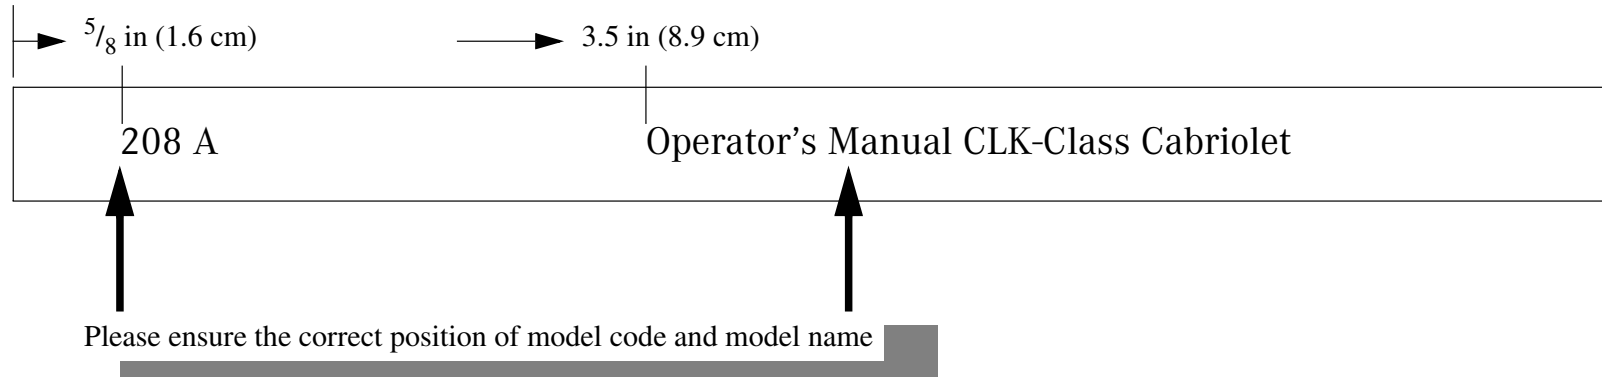 5/8 in (1.6 cm) 3.5 in (8.9 cm)
208 A Operator’s Manual CLK-Class Cabriolet
Please ensure the correct position of model code and model name